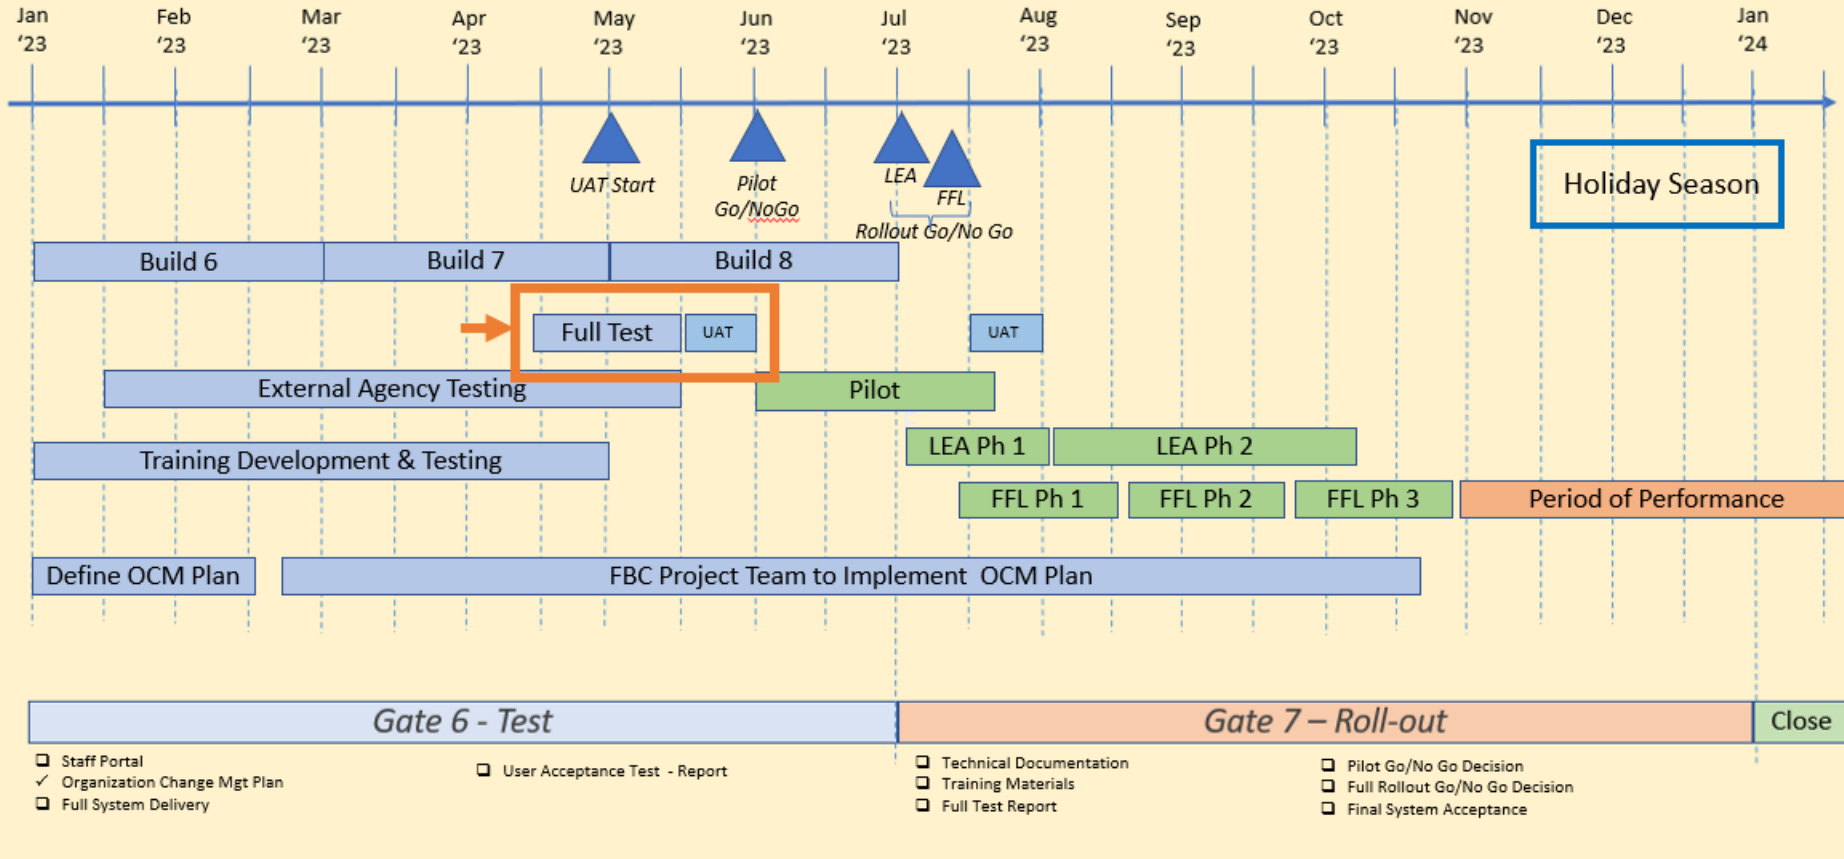 Jan Feb Mar Apr May Jun Jul Aug Sep Oct Nov Dec Jan
‘23 ‘23 ‘23 ‘23 ‘23 ‘23 ‘23 ‘23 ‘23 ‘23 ‘23 ‘23 ‘24
UAT Start
Pilot
Go/NoGo
LEA
FFL
Rollout Go/No Go
Holiday Season
Build 6 Build 7 Build 8
Full Test UAT UAT
External Agency Testing Pilot
Training Development & Testing LEA Ph 1 LEA Ph 2
FFL Ph 1 FFL Ph 2 FFL Ph 3 Period of Performance
Define OCM Plan FBC Project Team to Implement OCM Plan
Gate 6 - Test Gate 7 – Roll-out Close
❑ Staff Portal
✓ Organization Change Mgt Plan
❑ Full System Delivery
❑ User Acceptance Test - Report
❑ Technical Documentation
❑ Training Materials
❑ Full Test Report
❑ Pilot Go/No Go Decision
❑ Full Rollout Go/No Go Decision
❑ Final System Acceptance